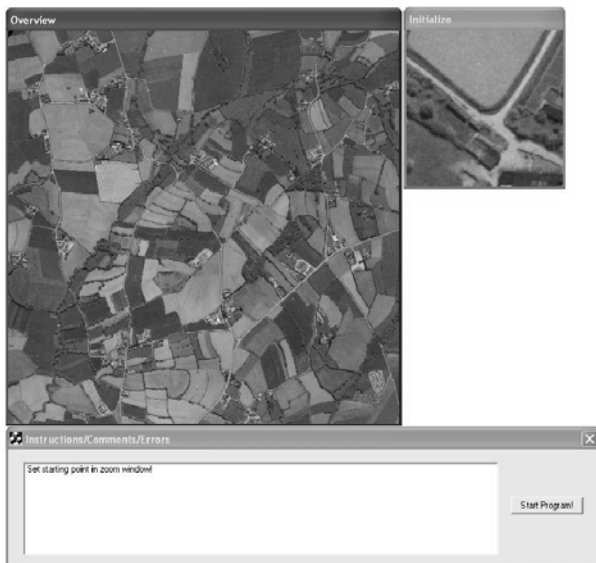 Overview
Initialize
Instructions/Comments/Errors
Set starting point in zoom window!
Start Program!